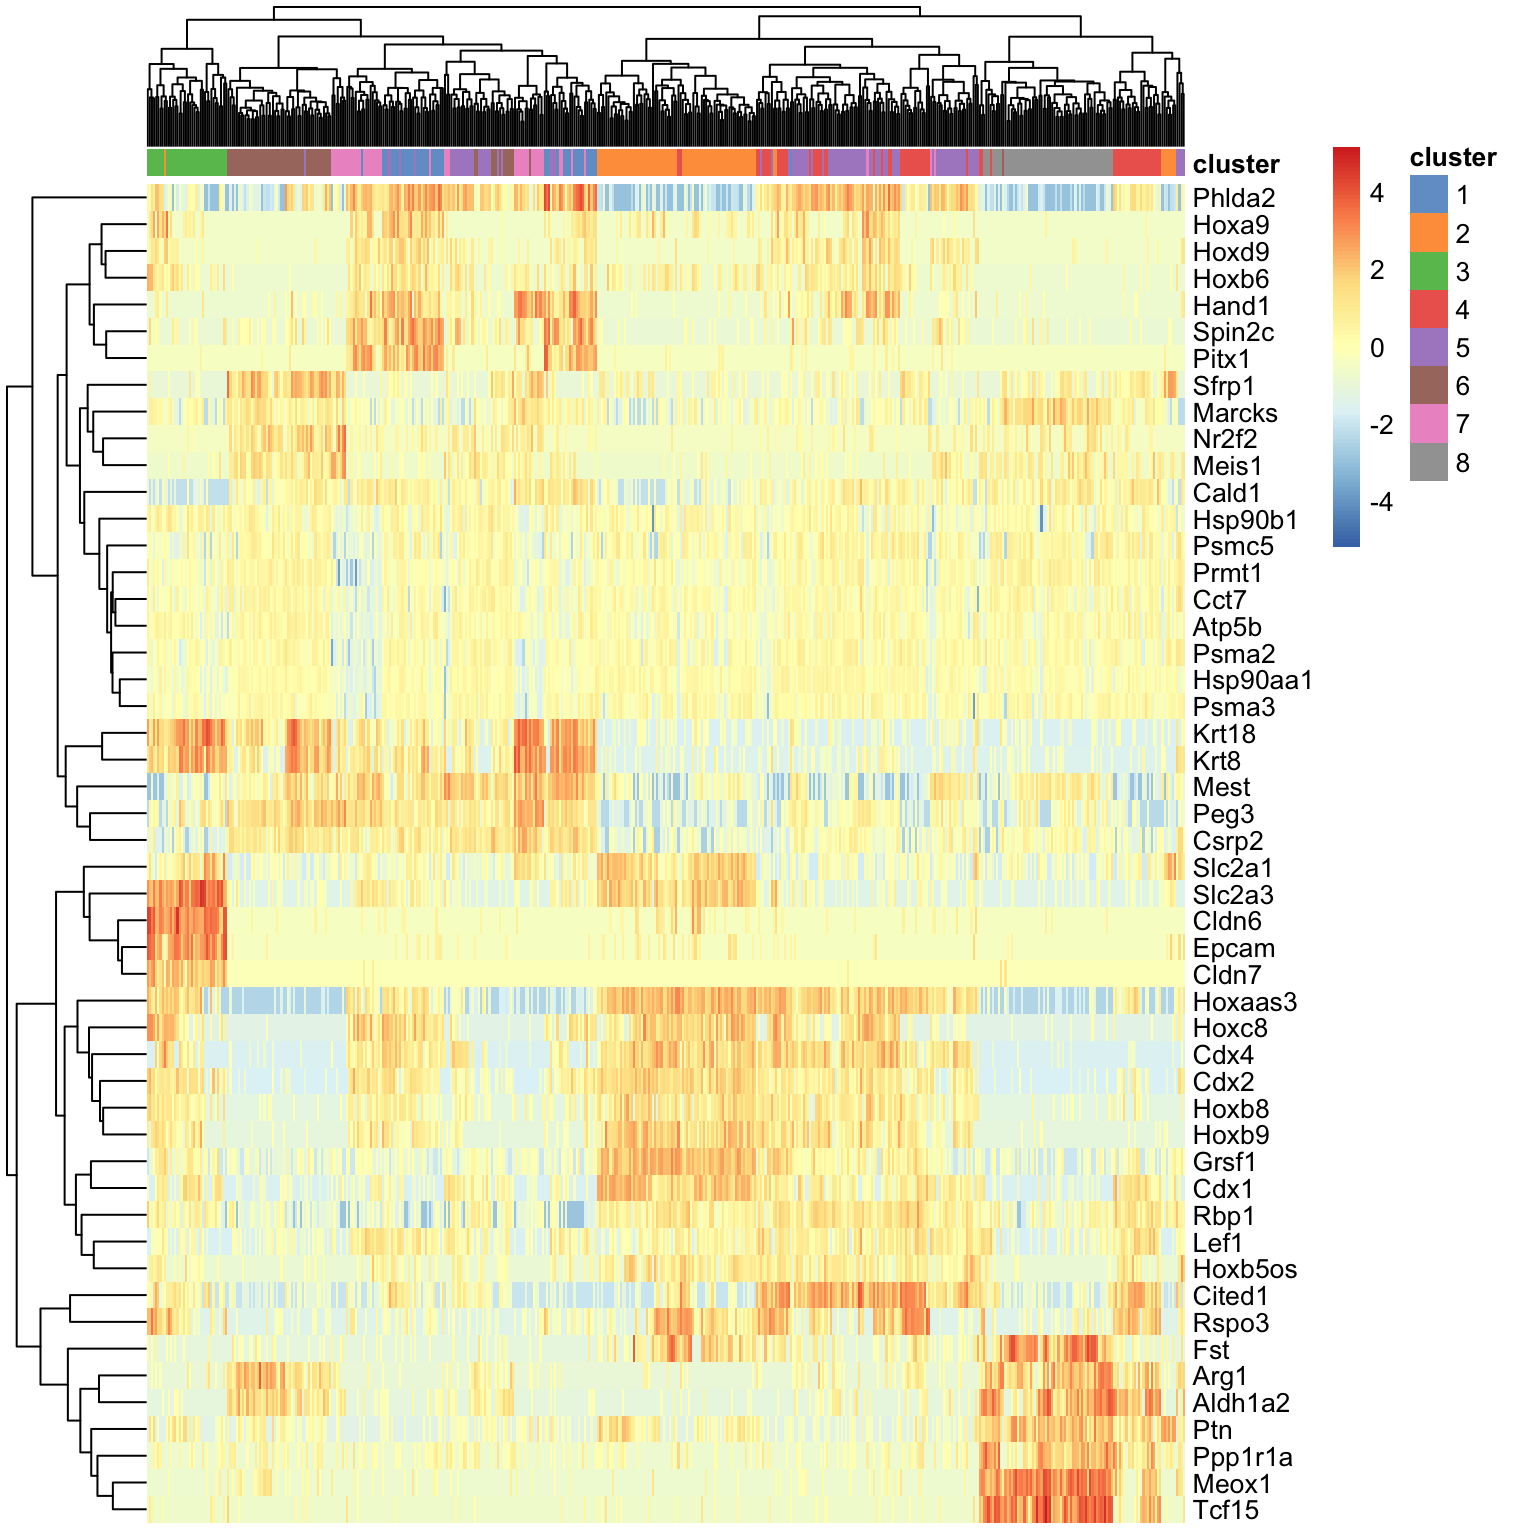 cluster
Phlda2
Hoxa9
Hoxd9
Hoxb6
Hand1
Spin2c
Pitx1
Sfrp1
Marcks
Nr2f2
Meis1
Cald1
Hsp90b1
Psmc5
Prmt1
Cct7
Atp5b
Psma2
Hsp90aa1
Psma3
Krt18
Krt8
Mest
Peg3
Csrp2
Slc2a1
Slc2a3
Cldn6
Epcam
Cldn7
Hoxaas3
Hoxc8
Cdx4
Cdx2
Hoxb8
Hoxb9
Grsf1
Cdx1
Rbp1
Lef1
Hoxb5os
Cited1
Rspo3
Fst
Arg1
Aldh1a2
Ptn
Ppp1r1a
Meox1
Tcf15
4
2
0
-2
-4
cluster
1
2
3
4
5
6
7
8